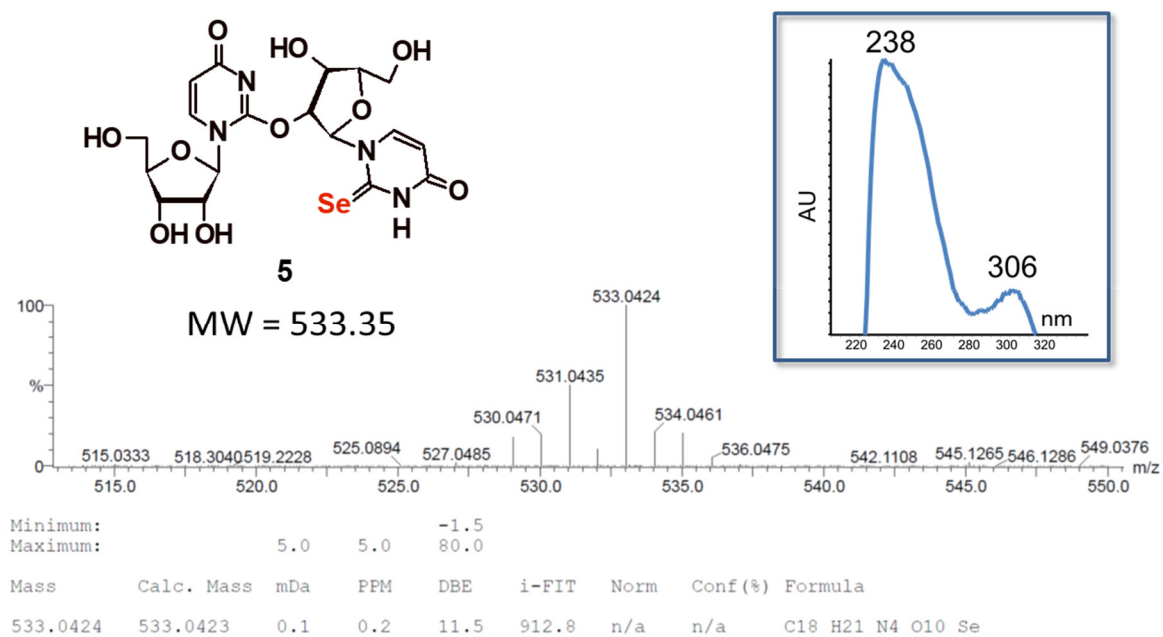 O
HO
OH
N
O
O
HO
N
N
O
O
Se
N
H
OH OH
5
MW = 533.35
238
306
AU
nm
220 240 260 280 300 320
100
%
0
533.0424
531.0435
530.0471
534.0461
515.0333
518.3040
519.2228
525.0894
527.0485
536.0475
542.1108
545.1265
546.1286
549.0376
m/z
515.0 520.0 525.0 530.0 535.0 540.0 545.0 550.0
Minimum: -1.5
Maximum: 5.0 5.0 80.0
Mass Calc. Mass mDa PPM DBE i-FIT Norm Conf(%) Formula
533.0424 533.0423 0.1 0.2 11.5 912.8 n/a n/a C18 H21 N4 O10 Se